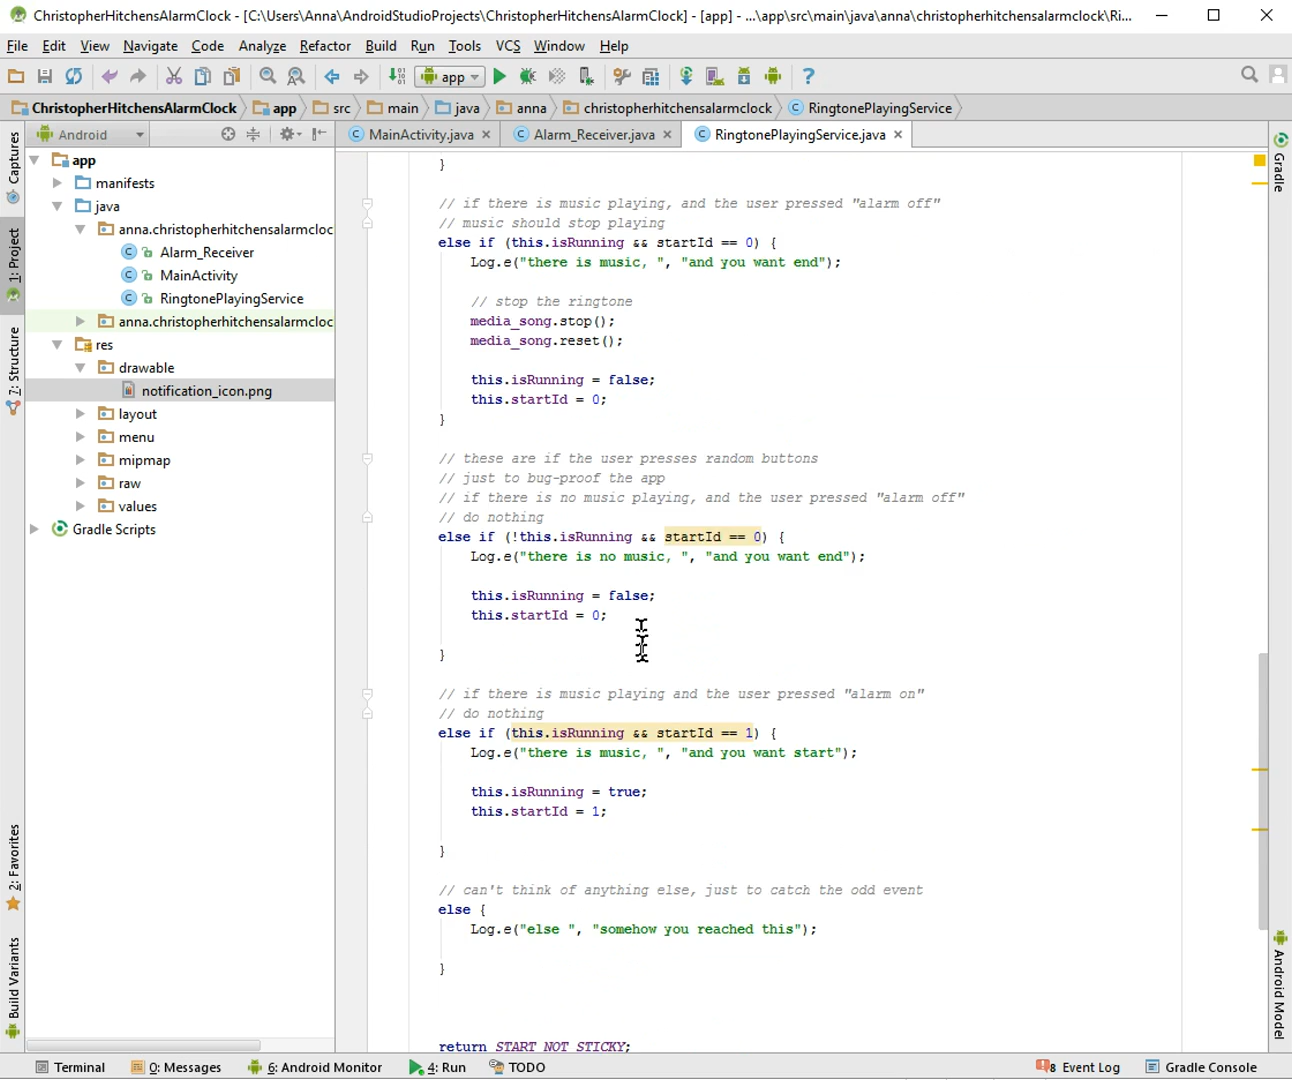 ChristopherHitchensAlarmClock - [C:\Users\Anna\AndroidStudioProjects\ChristopherHitchensAlarmClock] - [app] - ...\app\src\main\java\anna\christopherhitchensalarmclock\Ri...
File Edit View Navigate Code Analyze Refactor Build Run Tools VCS Window Help
app
ChristopherHitchensAlarmClock app src main java anna christopherhitchensalarmclock RingtonePlayingService
Android
MainActivity.java Alarm_Receiver.java RingtonePlayingService.java
Captures
1: Project
7: Structure
2: Favorites
Build Variants
app
manifests
java
anna.christopherhitchensalarmcloc
Alarm_Receiver
MainActivity
RingtonePlayingService
anna.christopherhitchensalarmcloc
res
drawable
notification_icon.png
layout
menu
mipmap
raw
values
Gradle Scripts
}
// if there is music playing, and the user pressed "alarm off"
// music should stop playing
else if (this.isRunning && startId == 0) {
Log.e("there is music, ", "and you want end");
// stop the ringtone
media_song.stop();
media_song.reset();
this.isRunning = false;
this.startId = 0;
}
// these are if the user presses random buttons
// just to bug-proof the app
// if there is no music playing, and the user pressed "alarm off"
// do nothing
else if (!this.isRunning && startId == 0) {
Log.e("there is no music, ", "and you want end");
this.isRunning = false;
this.startId = 0;
}
// if there is music playing and the user pressed "alarm on"
// do nothing
else if (this.isRunning && startId == 1) {
Log.e("there is music, ", "and you want start");
this.isRunning = true;
this.startId = 1;
}
// can't think of anything else, just to catch the odd event
else {
Log.e("else ", "somehow you reached this");
}
return START_NOT_STICKY;
Gradle
Android Model
Terminal 0: Messages 6: Android Monitor 4: Run TODO 8 Event Log Gradle Console